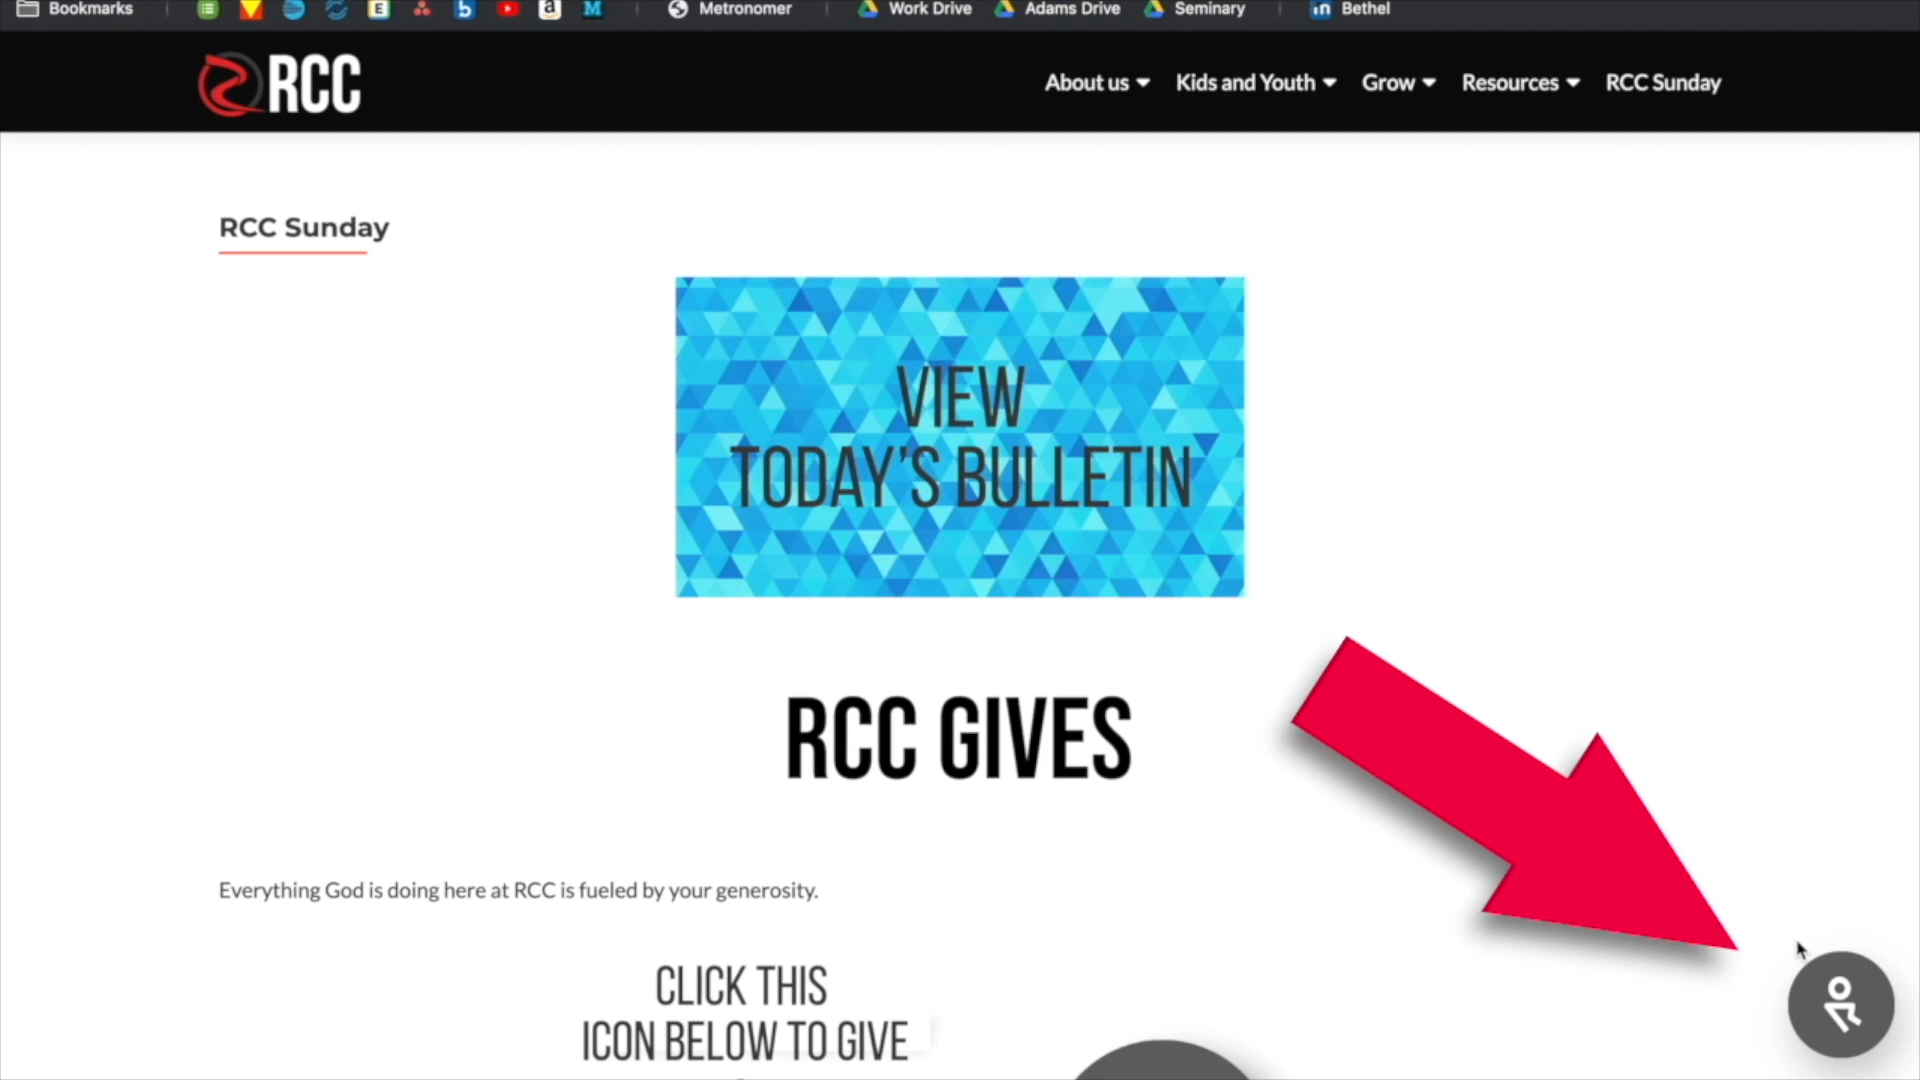 Bookmarks
E
b
a
M
Metronomer
Work Drive
Adams Drive
Seminary
in
Bethel
RCC
About us
Kids and Youth
Grow
Resources
RCC Sunday
RCC Sunday
VIEW
TODAY'S BULLETIN
RCC GIVES
Everything God is doing here at RCC is fueled by your generosity.
CLICK THIS
ICON BELOW TO GIVE